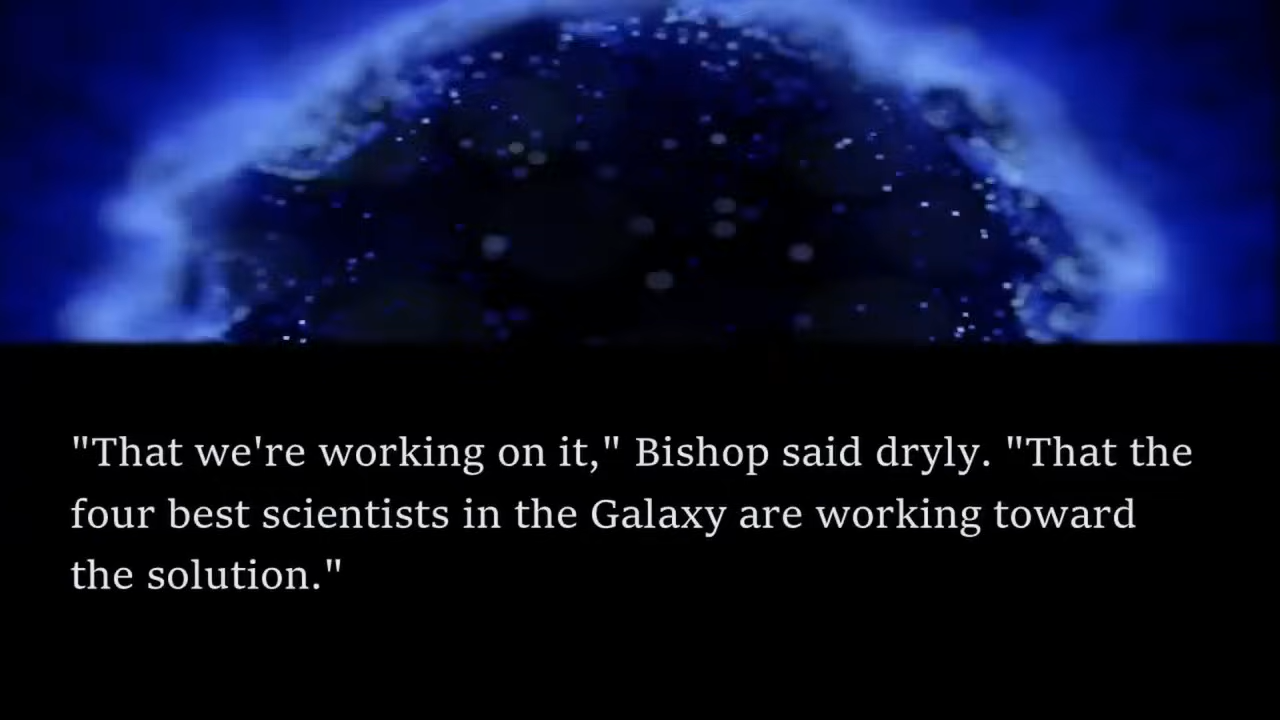 "That we're working on it," Bishop said dryly. "That the
four best scientists in the Galaxy are working toward
the solution."